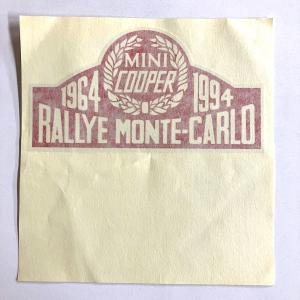 MINI
COOPER
1964 1994
RALLYE MONTE-CARLO